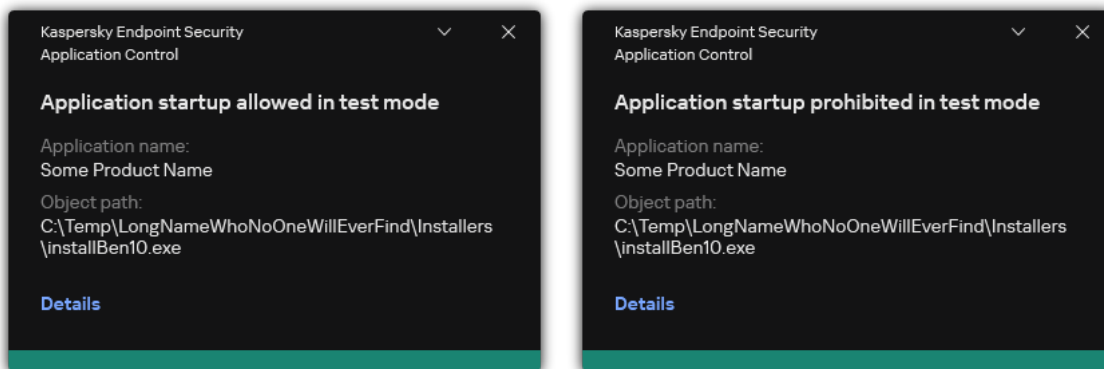 Kaspersky Endpoint Security
Application Control
Application startup allowed in test mode
Application name:
Some Product Name
Object path:
C:\Temp\LongNameWhoNoOneWillEverFind\Installers
\installBen10.exe
Details
Kaspersky Endpoint Security
Application Control
Application startup prohibited in test mode
Application name:
Some Product Name
Object path:
C:\Temp\LongNameWhoNoOneWillEverFind\Installers
\installBen10.exe
Details